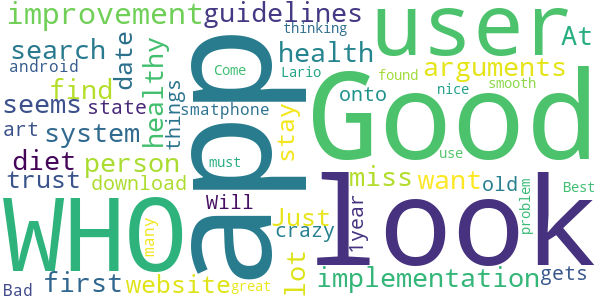 improvement
guidelines
user
At
thinking
search
android
date
healthy
things
app
Come
health
Lario
Good
arguments
found
smooth
find
onto
nice
seems
state
smatphone
stay
art
system
use
diet
person
must
trust
download
miss
want
old
Best
WHO
Will
look
many
Just
crazy
1year
problem
Bad
first
website
great
lot
implementation
gets